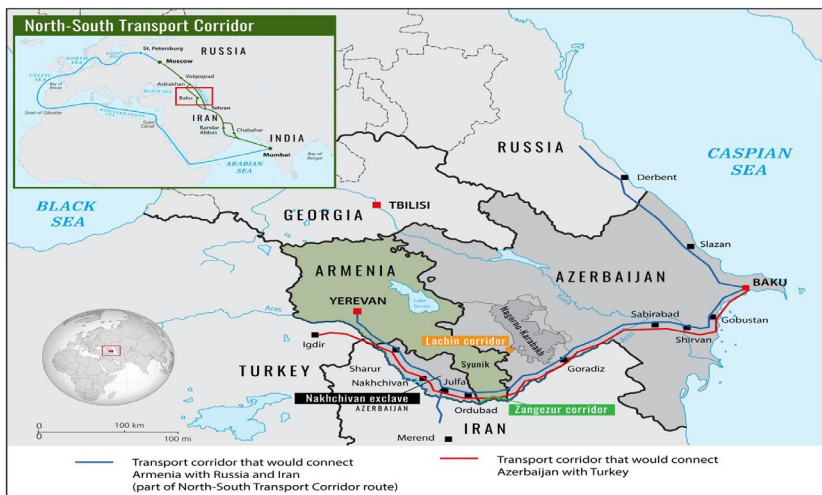 North-South Transport Corridor
RUSSIA
St. Petersburg
Moscow
NORTH
SEA
CELTIC
SEA
Bay of
Biscay
Volgograd
Astrakhan
BLACK SEA
Baku
Tehran
Strait of Gibraltar
MEDITERRANEAN
SEA
Suez
Canal
IRAN
Bandar
Abbas
Chabahar
INDIA
Mumbai
ARABIAN
SEA
Bay of
Bengal
RUSSIA
CASPIAN
SEA
Derbent
BLACK
SEA
TBILISI
GEORGIA
Slazan
ARMENIA
AZERBAIJAN
BAKU
YEREVAN
Lake
Sevan
Kura
Aras
Nagorno-Karabakh
Sabirabad
Gobustan
Aras
Shirvan
Igdir
Lachin corridor
Syunik
Goradiz
TURKEY
Sharur
Nakhchivan
Julfa
Nakhchivan exclave
AZERBAIJAN
Ordubad
Zangezur corridor
IRAN
Merend
0
100 km
0
100 mi
Transport corridor that would connect
Armenia with Russia and Iran
(part of North-South Transport Corridor route)
Transport corridor that would connect
Azerbaijan with Turkey